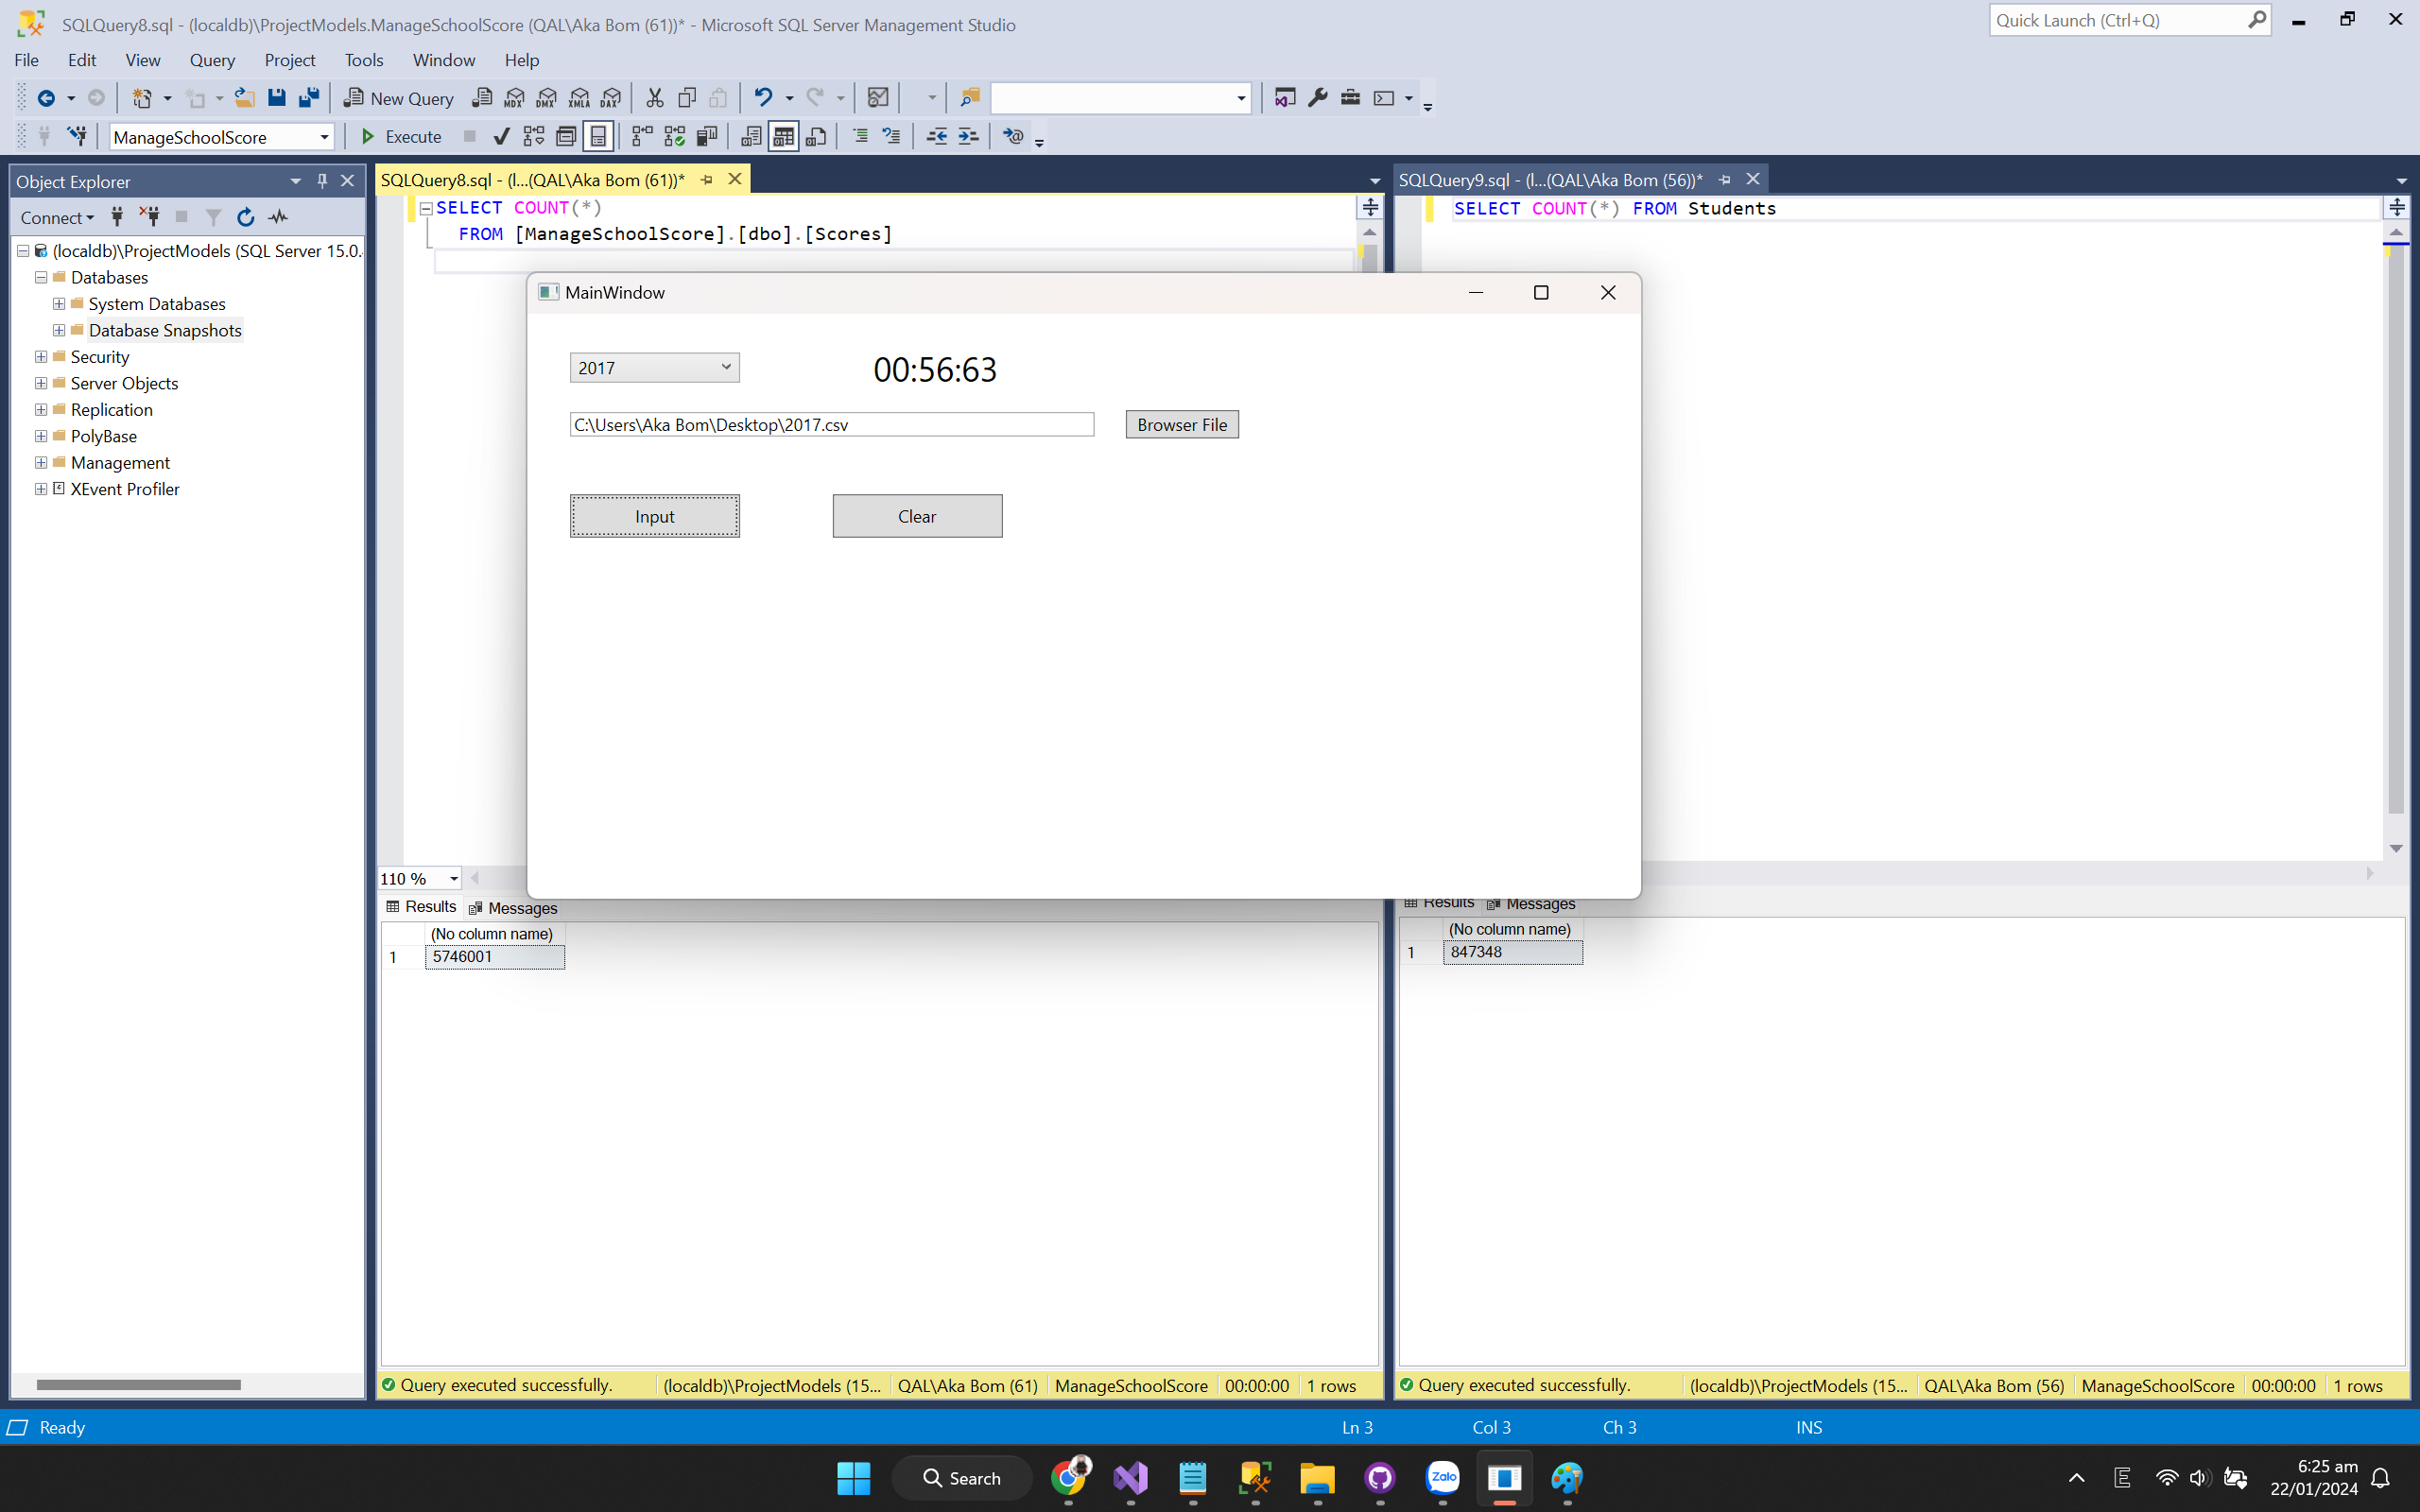 SQLQuery8.sql - (localdb)\ProjectModels.ManageSchoolScore (QAL\Aka Bom (61))* - Microsoft SQL Server Management Studio
Quick Launch (Ctrl+Q)
File Edit View Query Project Tools Window Help
New Query MDX DMX XMLA DAX
ManageSchoolScore Execute
Object Explorer
Connect
(localdb)\ProjectModels (SQL Server 15.0.
Databases
System Databases
Database Snapshots
Security
Server Objects
Replication
PolyBase
Management
XEvent Profiler
SQLQuery8.sql - (l...(QAL\Aka Bom (61))*
SELECT COUNT(*)
FROM [ManageSchoolScore].[dbo].[Scores]
SQLQuery9.sql - (l...(QAL\Aka Bom (56))*
SELECT COUNT(*) FROM Students
MainWindow
2017
00:56:63
C:\Users\Aka Bom\Desktop\2017.csv
Browser File
Input
Clear
110 %
Results Messages
(No column name)
1 5746001
Results Messages
(No column name)
1 847348
Query executed successfully. (localdb)\ProjectModels (15... QAL\Aka Bom (61) ManageSchoolScore 00:00:00 1 rows
Query executed successfully. (localdb)\ProjectModels (15... QAL\Aka Bom (56) ManageSchoolScore 00:00:00 1 rows
Ready Ln 3 Col 3 Ch 3 INS
Search
Zalo
E
6:25 am
22/01/2024